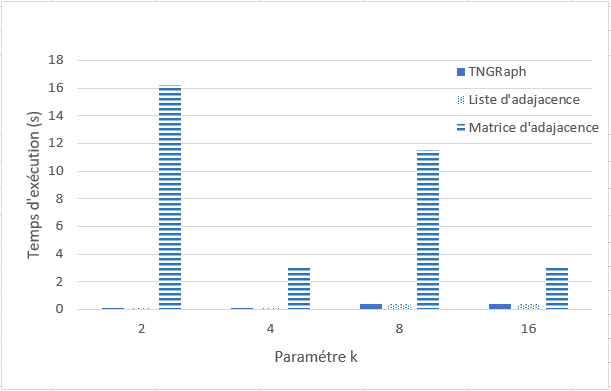 18
16
14
12
10
8
6
4
2
0
Temps d'exécution (s)
TNGRaph
Liste d'adajacence
Matrice d'adajacence
2 4 8 16
Paramétre k